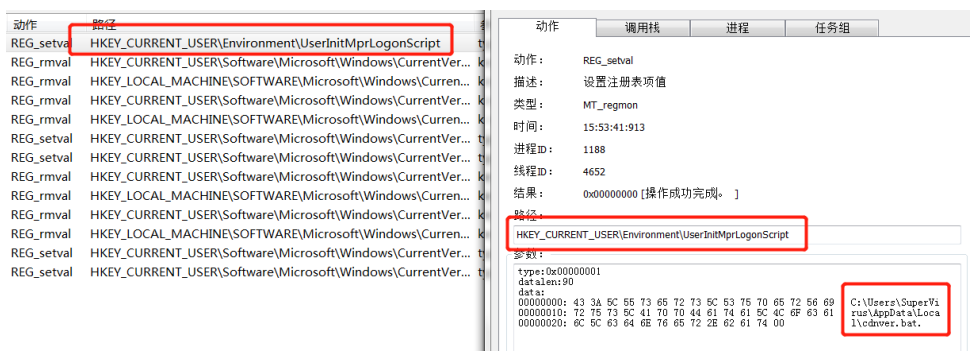 动作 路径
REG_setval HKEY_CURRENT_USER\Environment\UserInitMprLogonScript
REG_rmval HKEY_CURRENT_USER\Software\Microsoft\Windows\CurrentVer...
REG_rmval HKEY_LOCAL_MACHINE\SOFTWARE\Microsoft\Windows\Curren...
REG_rmval HKEY_CURRENT_USER\Software\Microsoft\Windows\CurrentVer...
REG_rmval HKEY_LOCAL_MACHINE\SOFTWARE\Microsoft\Windows\Curren...
REG_setval HKEY_CURRENT_USER\Software\Microsoft\Windows\CurrentVer...
REG_setval HKEY_CURRENT_USER\Software\Microsoft\Windows\CurrentVer...
REG_rmval HKEY_CURRENT_USER\Software\Microsoft\Windows\CurrentVer...
REG_rmval HKEY_LOCAL_MACHINE\SOFTWARE\Microsoft\Windows\Curren...
REG_rmval HKEY_CURRENT_USER\Software\Microsoft\Windows\CurrentVer...
REG_rmval HKEY_LOCAL_MACHINE\SOFTWARE\Microsoft\Windows\Curren...
REG_setval HKEY_CURRENT_USER\Software\Microsoft\Windows\CurrentVer...
REG_setval HKEY_CURRENT_USER\Software\Microsoft\Windows\CurrentVer...
动作 调用栈 进程 任务组
动作： REG_setval
描述： 设置注册表项值
类型： MT_regmon
时间： 15:53:41:913
进程ID： 1188
线程ID： 4652
结果： 0x00000000 [操作成功完成。 ]
路径：
HKEY_CURRENT_USER\Environment\UserInitMprLogonScript
参数：
type:0x00000001
datalen:90
data:
00000000: 43 3A 5C 55 73 65 72 73 5C 53 75 70 65 72 56 69 C:\Users\SuperVi
00000010: 72 75 73 5C 41 70 70 44 61 74 61 5C 4C 6F 63 61 rus\AppData\Loca
00000020: 6C 5C 63 64 6E 76 65 72 2E 62 61 74 00 l\cdnver.bat.